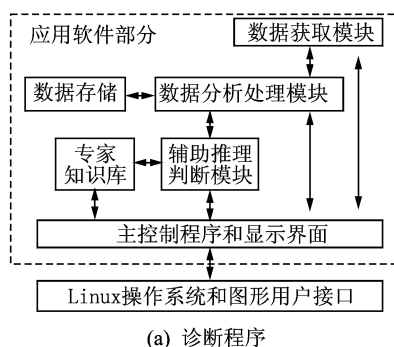 应用软件部分
数据获取模块
数据存储
数据分析处理模块
专家
知识库
辅助推理
判断模块
主控制程序和显示界面
Linux操作系统和图形用户接口
(a) 诊断程序